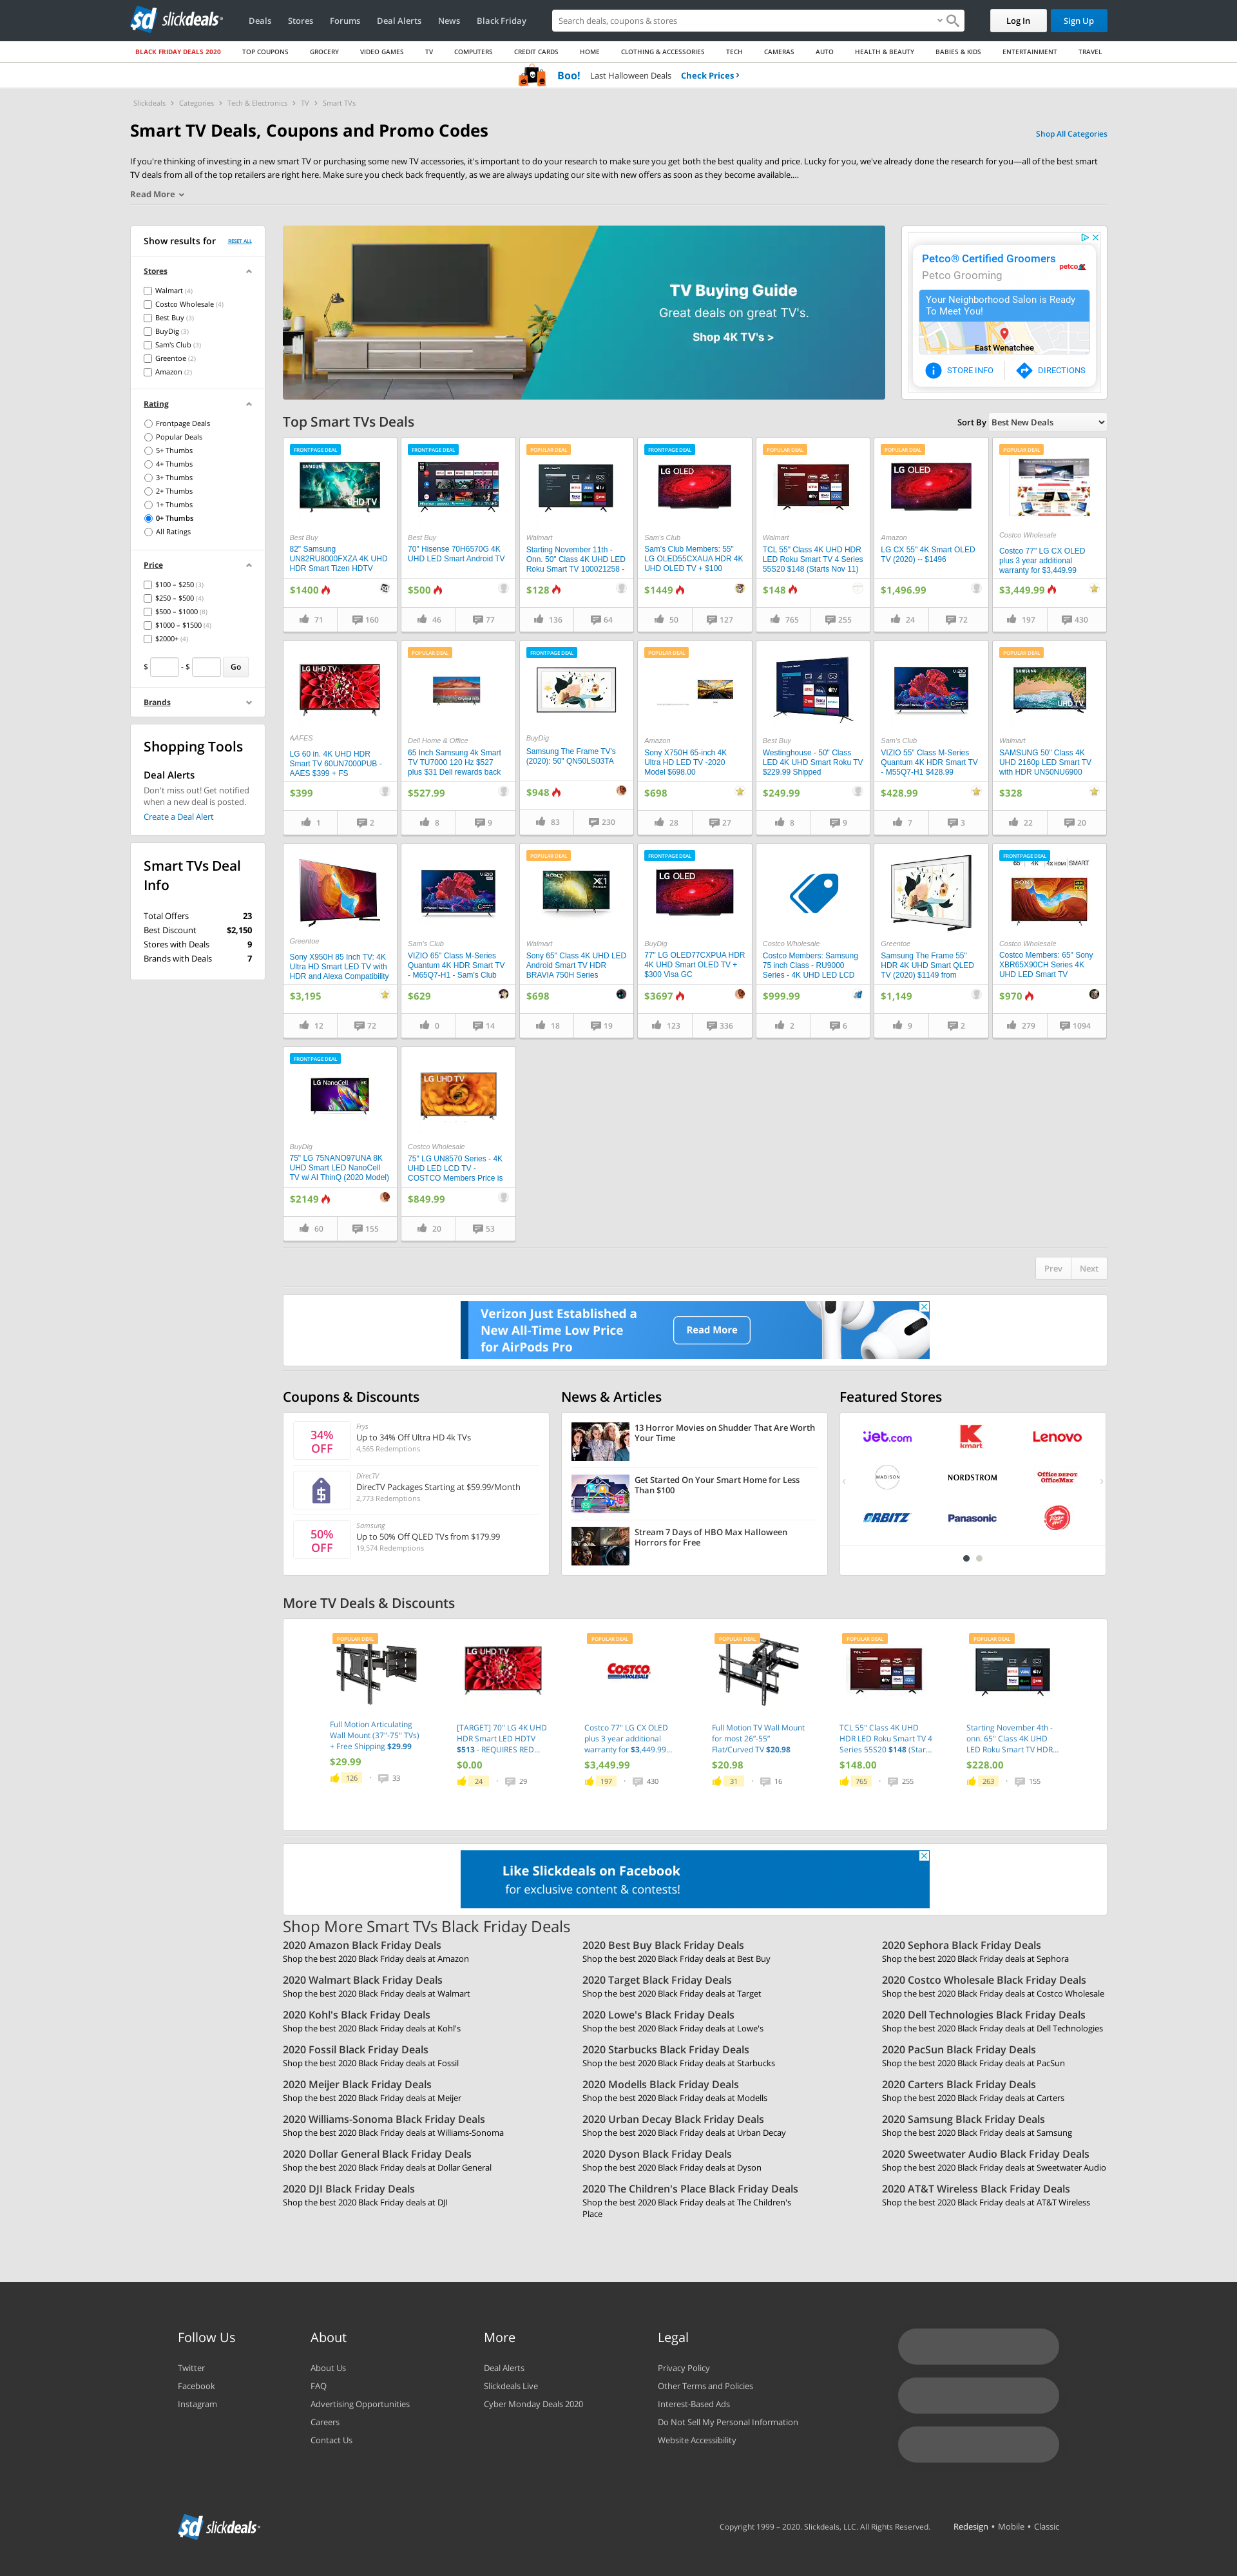 slickdeals
Deals Stores Forums Deal Alerts News Black Friday
Search deals, coupons & stores
Log In
Sign Up
BLACK FRIDAY DEALS 2020 TOP COUPONS GROCERY VIDEO GAMES TV COMPUTERS CREDIT CARDS HOME CLOTHING & ACCESSORIES TECH CAMERAS AUTO HEALTH & BEAUTY BABIES & KIDS ENTERTAINMENT TRAVEL
Boo! Last Halloween Deals Check Prices
Slickdeals > Categories > Tech & Electronics > TV > Smart TVs
Smart TV Deals, Coupons and Promo Codes
Shop All Categories
If you're thinking of investing in a new smart TV or purchasing some new TV accessories, it's important to do your research to make sure you get both the best quality and price. Lucky for you, we've already done the research for you—all of the best smart
TV deals from all of the top retailers are right here. Make sure you check back frequently, as we are always updating our site with new offers as soon as they become available....
Read More
Show results for RESET ALL
Stores
Walmart (4)
Costco Wholesale (4)
Best Buy (3)
BuyDig (3)
Sam's Club (3)
Greentoe (2)
Amazon (2)
Rating
Frontpage Deals
Popular Deals
5+ Thumbs
4+ Thumbs
3+ Thumbs
2+ Thumbs
1+ Thumbs
0+ Thumbs
All Ratings
Price
$100 – $250 (3)
$250 – $500 (4)
$500 – $1000 (8)
$1000 – $1500 (4)
$2000+ (4)
$ - $ Go
Brands
Shopping Tools
Deal Alerts
Don't miss out! Get notified
when a new deal is posted.
Create a Deal Alert
Smart TVs Deal
Info
Total Offers 23
Best Discount $2,150
Stores with Deals 9
Brands with Deals 7
TV Buying Guide
Great deals on great TV's.
Shop 4K TV's >
Petco® Certified Groomers
Petco Grooming
petco
Your Neighborhood Salon is Ready
To Meet You!
East Wenatchee
STORE INFO
DIRECTIONS
Top Smart TVs Deals
Sort By Best New Deals
FRONTPAGE DEAL
SAMSUNG
UHD TV
Best Buy
82" Samsung
UN82RU8000FXZA 4K UHD
HDR Smart Tizen HDTV
$1400
71 160
FRONTPAGE DEAL
Best Buy
70" Hisense 70H6570G 4K
UHD LED Smart Android TV
$500
46 77
POPULAR DEAL
Walmart
Starting November 11th -
Onn. 50" Class 4K UHD LED
Roku Smart TV 100021258 -
$128
136 64
FRONTPAGE DEAL
LG OLED
Sam's Club
Sam's Club Members: 55"
LG OLED55CXAUA HDR 4K
UHD OLED TV + $100
$1449
50 127
POPULAR DEAL
Walmart
TCL 55" Class 4K UHD HDR
LED Roku Smart TV 4 Series
55S20 $148 (Starts Nov 11)
$148
765 255
POPULAR DEAL
LG OLED
Amazon
LG CX 55" 4K Smart OLED
TV (2020) -- $1496
$1,496.99
24 72
POPULAR DEAL
Costco Wholesale
Costco 77" LG CX OLED
plus 3 year additional
warranty for $3,449.99
$3,449.99
197 430
LG UHD TV
AAFES
LG 60 in. 4K UHD HDR
Smart TV 60UN7000PUB -
AAES $399 + FS
$399
1 2
POPULAR DEAL
Dell Home & Office
65 Inch Samsung 4k Smart
TV TU7000 120 Hz $527
plus $31 Dell rewards back
$527.99
8 9
FRONTPAGE DEAL
BuyDig
Samsung The Frame TV's
(2020): 50" QN50LS03TA
$948
83 230
POPULAR DEAL
Amazon
Sony X750H 65-inch 4K
Ultra HD LED TV -2020
Model $698.00
$698
28 27
Best Buy
Westinghouse - 50" Class
LED 4K UHD Smart Roku TV
$229.99 Shipped
$249.99
8 9
VIZIO
Sam's Club
VIZIO 55" Class M-Series
Quantum 4K HDR Smart TV
- M55Q7-H1 $428.99
$428.99
7 3
POPULAR DEAL
SAMSUNG
UHD TV
Walmart
SAMSUNG 50" Class 4K
UHD 2160p LED Smart TV
with HDR UN50NU6900
$328
22 20
Greentoe
Sony X950H 85 Inch TV: 4K
Ultra HD Smart LED TV with
HDR and Alexa Compatibility
$3,195
12 72
VIZIO
Sam's Club
VIZIO 65" Class M-Series
Quantum 4K HDR Smart TV
- M65Q7-H1 - Sam's Club
$629
0 14
POPULAR DEAL
SONY
X1
Walmart
Sony 65" Class 4K UHD LED
Android Smart TV HDR
BRAVIA 750H Series
$698
18 19
FRONTPAGE DEAL
LG OLED
BuyDig
77" LG OLED77CXPUA HDR
4K UHD Smart OLED TV +
$300 Visa GC
$3697
123 336
Costco Wholesale
Costco Members: Samsung
75 inch Class - RU9000
Series - 4K UHD LED LCD
$999.99
2 6
Greentoe
Samsung The Frame 55"
HDR 4K UHD Smart QLED
TV (2020) $1149 from
$1,149
9 2
FRONTPAGE DEAL
65" 4K 4X HDMI SMART
SONY
Costco Wholesale
Costco Members: 65" Sony
XBR65X90CH Series 4K
UHD LED Smart TV
$970
279 1094
FRONTPAGE DEAL
LG NanoCell 8K
BuyDig
75" LG 75NANO97UNA 8K
UHD Smart LED NanoCell
TV w/ AI ThinQ (2020 Model)
$2149
60 155
LG UHD TV
Costco Wholesale
75" LG UN8570 Series - 4K
UHD LED LCD TV -
COSTCO Members Price is
$849.99
20 53
Prev Next
Verizon Just Established a
New All-Time Low Price
for AirPods Pro
Read More
Coupons & Discounts
34%
OFF
Frys
Up to 34% Off Ultra HD 4k TVs
4,565 Redemptions
DirecTV
DirecTV Packages Starting at $59.99/Month
2,773 Redemptions
50%
OFF
Samsung
Up to 50% Off QLED TVs from $179.99
19,574 Redemptions
News & Articles
13 Horror Movies on Shudder That Are Worth
Your Time
Get Started On Your Smart Home for Less
Than $100
Stream 7 Days of HBO Max Halloween
Horrors for Free
Featured Stores
Jet.com
kmart
Lenovo
MADISON
NORDSTROM
Office DEPOT
OfficeMax
ORBITZ
Panasonic
Pizza Hut
More TV Deals & Discounts
POPULAR DEAL
Full Motion Articulating
Wall Mount (37"-75" TVs)
+ Free Shipping $29.99
$29.99
126 33
LG UHD TV
[TARGET] 70" LG 4K UHD
HDR Smart LED HDTV
$513 - REQUIRES RED...
$0.00
24 29
POPULAR DEAL
COSTCO
WHOLESALE
Costco 77" LG CX OLED
plus 3 year additional
warranty for $3,449.99...
$3,449.99
197 430
POPULAR DEAL
Full Motion TV Wall Mount
for most 26"-55"
Flat/Curved TV $20.98
$20.98
31 16
POPULAR DEAL
TCL 55" Class 4K UHD
HDR LED Roku Smart TV 4
Series 55S20 $148 (Star...
$148.00
765 255
POPULAR DEAL
Starting November 4th -
onn. 65" Class 4K UHD
LED Roku Smart TV HDR...
$228.00
263 155
Like Slickdeals on Facebook
for exclusive content & contests!
Shop More Smart TVs Black Friday Deals
2020 Amazon Black Friday Deals
Shop the best 2020 Black Friday deals at Amazon
2020 Best Buy Black Friday Deals
Shop the best 2020 Black Friday deals at Best Buy
2020 Sephora Black Friday Deals
Shop the best 2020 Black Friday deals at Sephora
2020 Walmart Black Friday Deals
Shop the best 2020 Black Friday deals at Walmart
2020 Target Black Friday Deals
Shop the best 2020 Black Friday deals at Target
2020 Costco Wholesale Black Friday Deals
Shop the best 2020 Black Friday deals at Costco Wholesale
2020 Kohl's Black Friday Deals
Shop the best 2020 Black Friday deals at Kohl's
2020 Lowe's Black Friday Deals
Shop the best 2020 Black Friday deals at Lowe's
2020 Dell Technologies Black Friday Deals
Shop the best 2020 Black Friday deals at Dell Technologies
2020 Fossil Black Friday Deals
Shop the best 2020 Black Friday deals at Fossil
2020 Starbucks Black Friday Deals
Shop the best 2020 Black Friday deals at Starbucks
2020 PacSun Black Friday Deals
Shop the best 2020 Black Friday deals at PacSun
2020 Meijer Black Friday Deals
Shop the best 2020 Black Friday deals at Meijer
2020 Modells Black Friday Deals
Shop the best 2020 Black Friday deals at Modells
2020 Carters Black Friday Deals
Shop the best 2020 Black Friday deals at Carters
2020 Williams-Sonoma Black Friday Deals
Shop the best 2020 Black Friday deals at Williams-Sonoma
2020 Urban Decay Black Friday Deals
Shop the best 2020 Black Friday deals at Urban Decay
2020 Samsung Black Friday Deals
Shop the best 2020 Black Friday deals at Samsung
2020 Dollar General Black Friday Deals
Shop the best 2020 Black Friday deals at Dollar General
2020 Dyson Black Friday Deals
Shop the best 2020 Black Friday deals at Dyson
2020 Sweetwater Audio Black Friday Deals
Shop the best 2020 Black Friday deals at Sweetwater Audio
2020 DJI Black Friday Deals
Shop the best 2020 Black Friday deals at DJI
2020 The Children's Place Black Friday Deals
Shop the best 2020 Black Friday deals at The Children's
Place
2020 AT&T Wireless Black Friday Deals
Shop the best 2020 Black Friday deals at AT&T Wireless
Follow Us
Twitter
Facebook
Instagram
About
About Us
FAQ
Advertising Opportunities
Careers
Contact Us
More
Deal Alerts
Slickdeals Live
Cyber Monday Deals 2020
Legal
Privacy Policy
Other Terms and Policies
Interest-Based Ads
Do Not Sell My Personal Information
Website Accessibility
slickdeals
Copyright 1999 – 2020. Slickdeals, LLC. All Rights Reserved.
Redesign • Mobile • Classic